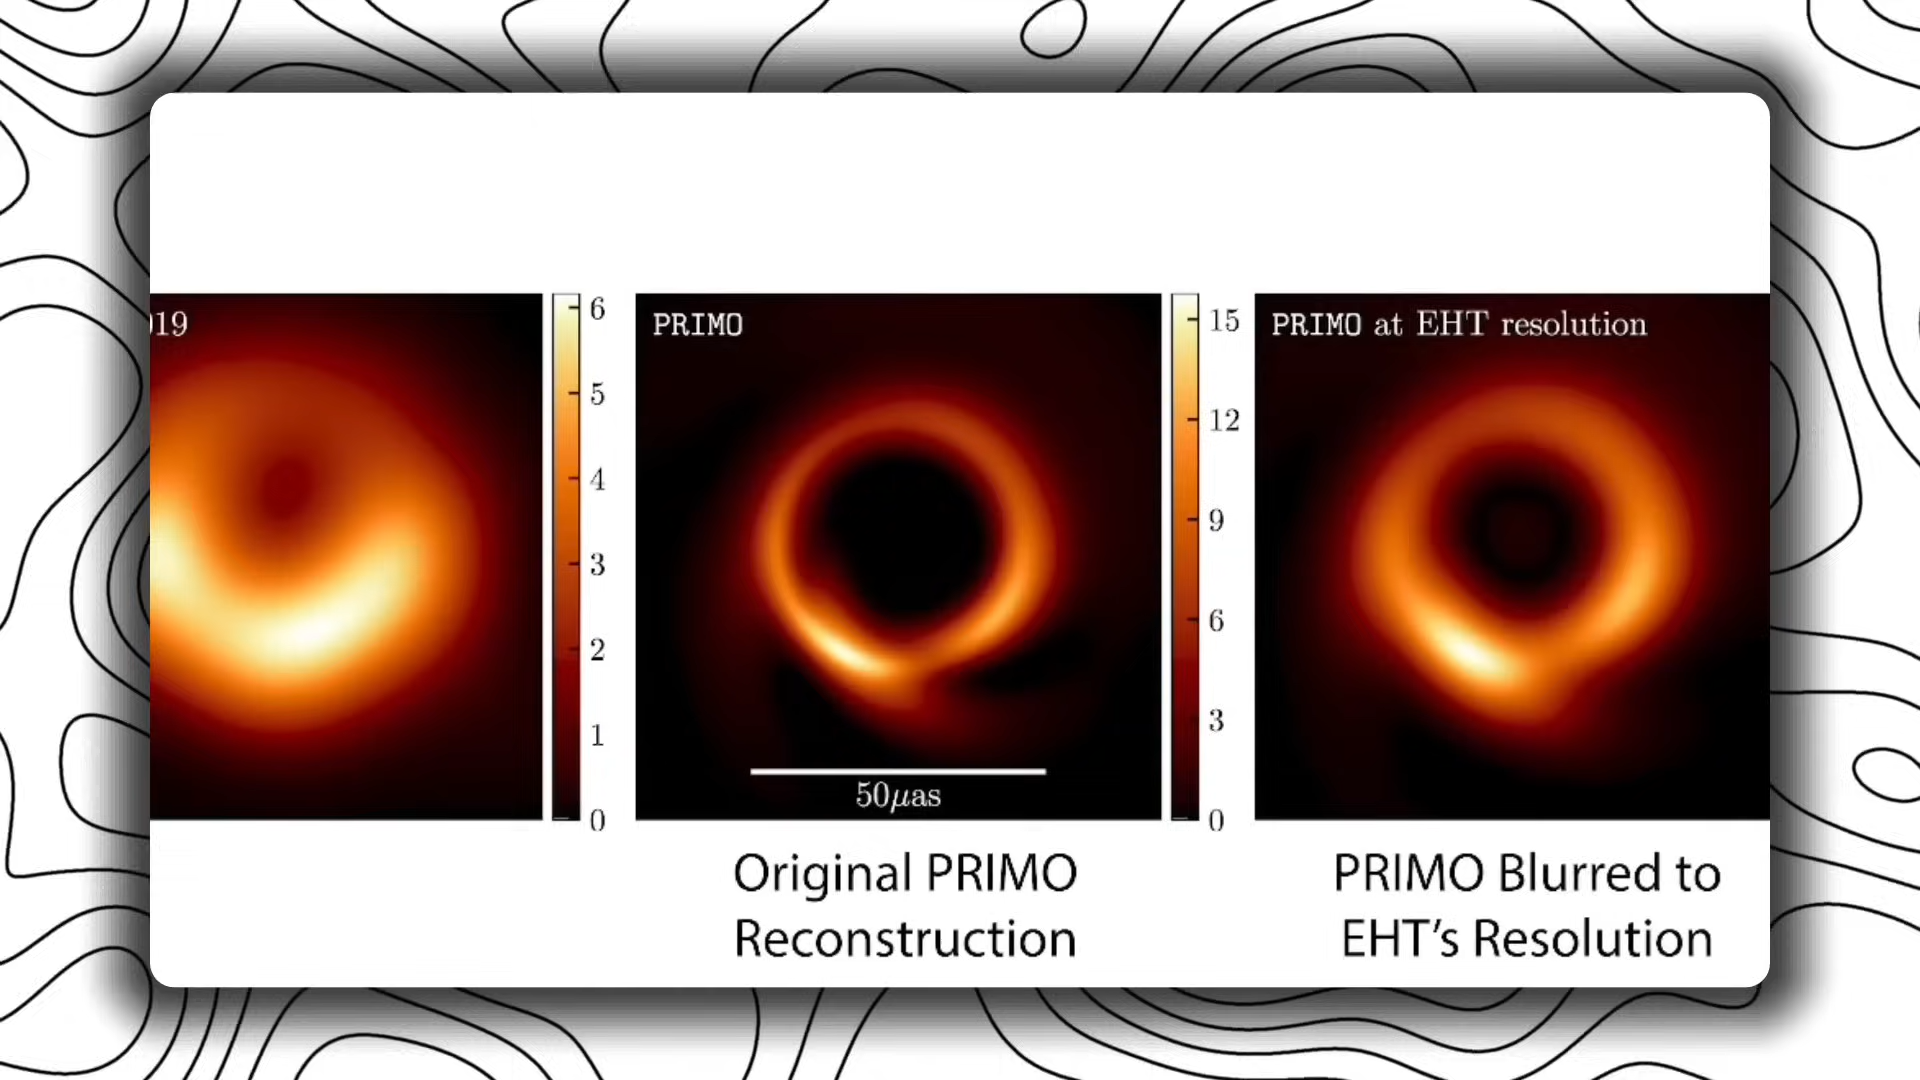 019
6
5
4
3
2
1
0
PRIMO
50μas
15
12
9
6
3
0
PRIMO at EHT resolution
Original PRIMO
Reconstruction
PRIMO Blurred to
EHT’s Resolution